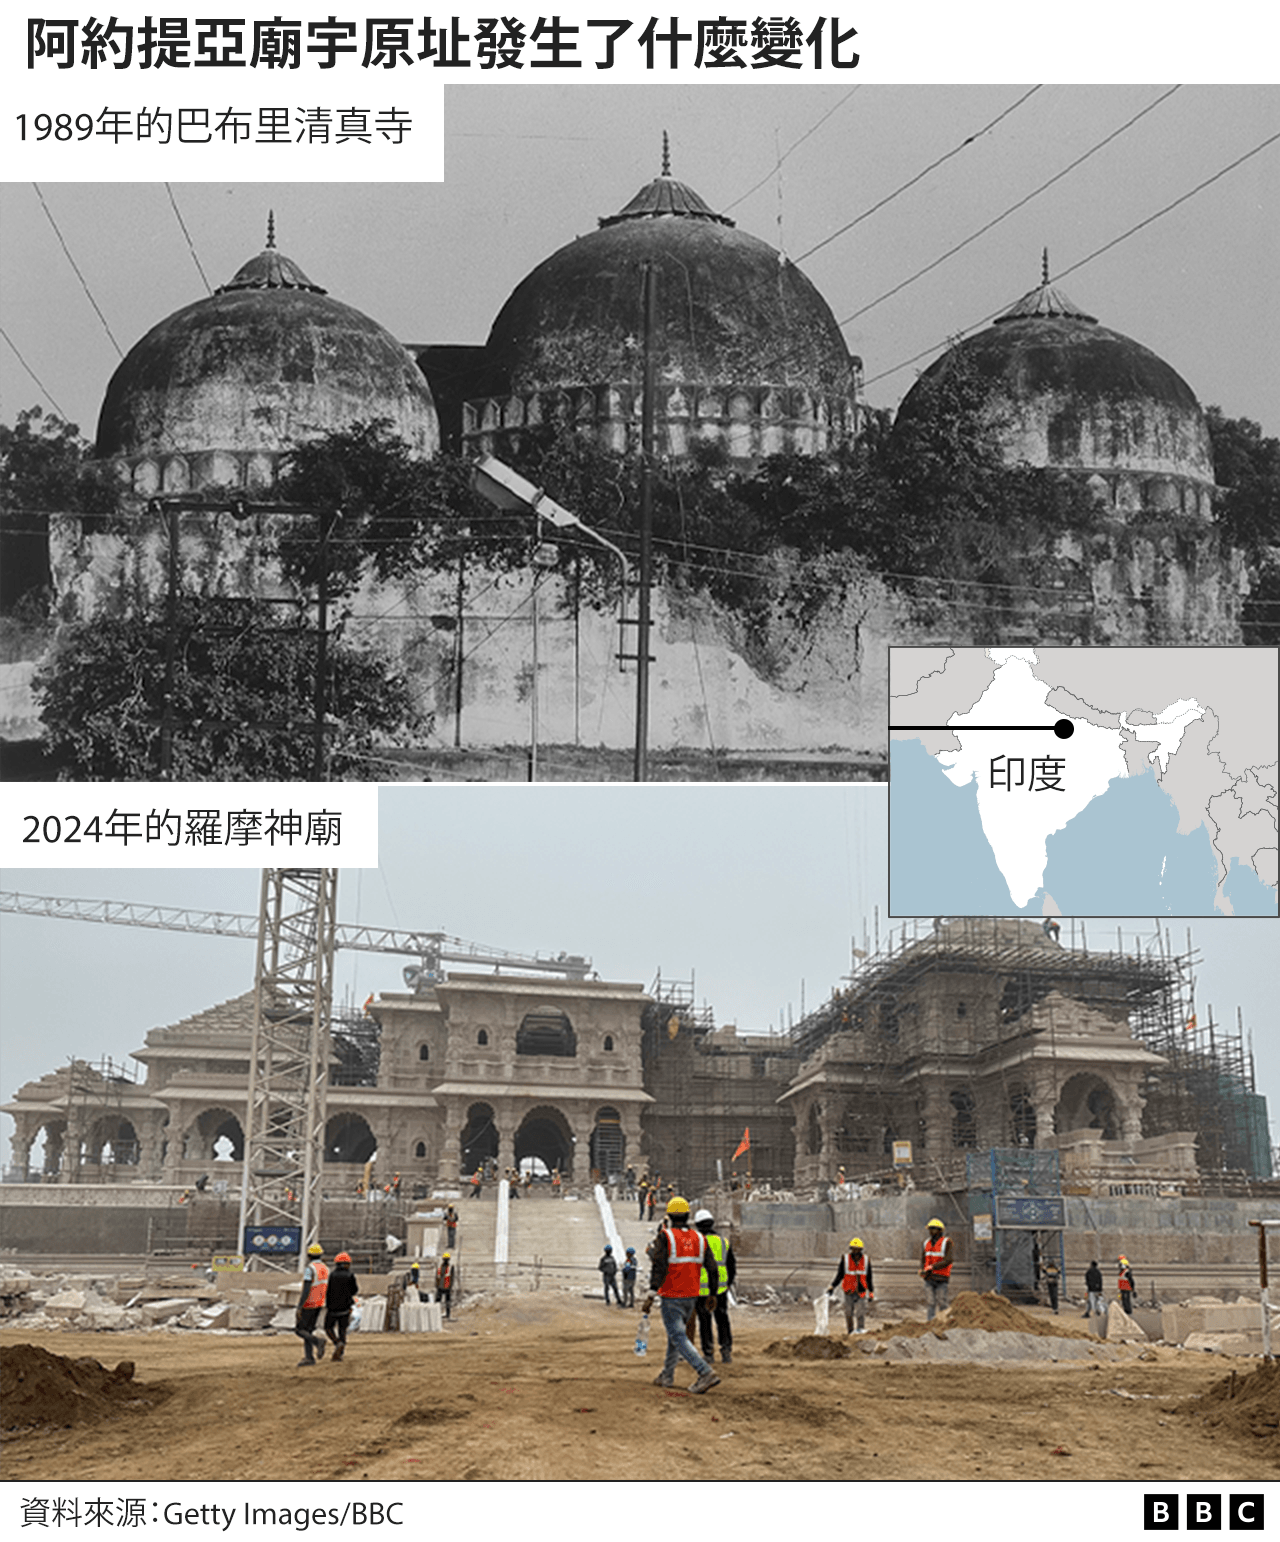 阿約提亞廟宇原址發生了什麼變化
1989年的巴布里清真寺
印度
2024年的羅摩神廟
資料來源：Getty Images/BBC
BBC